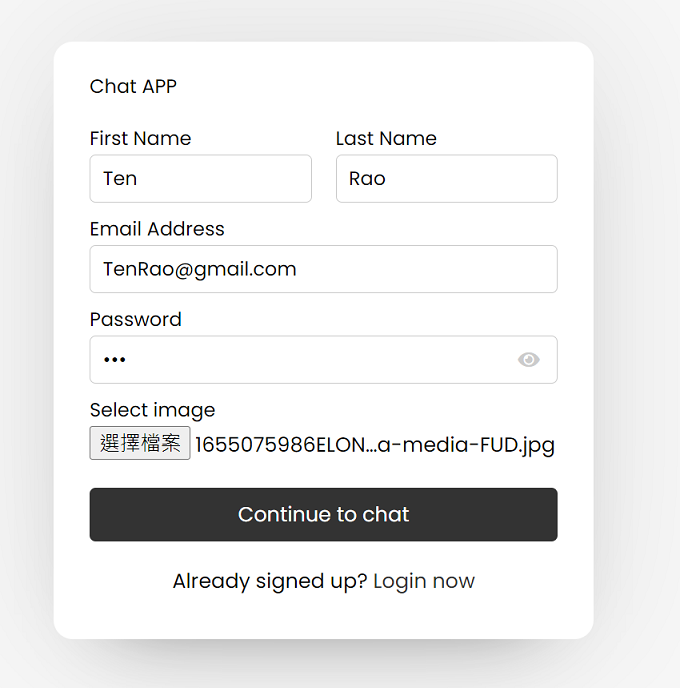 Chat APP
First Name Last Name
Ten Rao
Email Address
TenRao@gmail.com
Password
•••
Select image
選擇檔案 1655075986ELON...a-media-FUD.jpg
Continue to chat
Already signed up? Login now